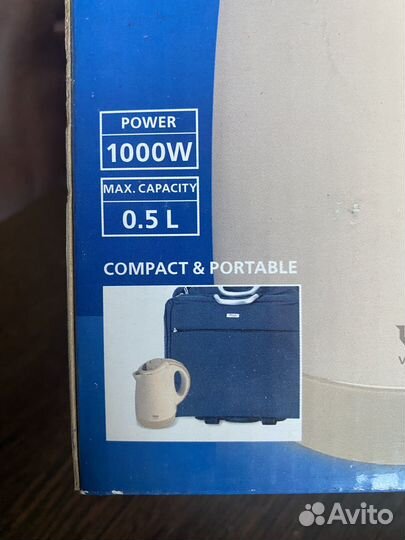 POWER
1000W
MAX. CAPACITY
0.5 L
COMPACT & PORTABLE
Avito